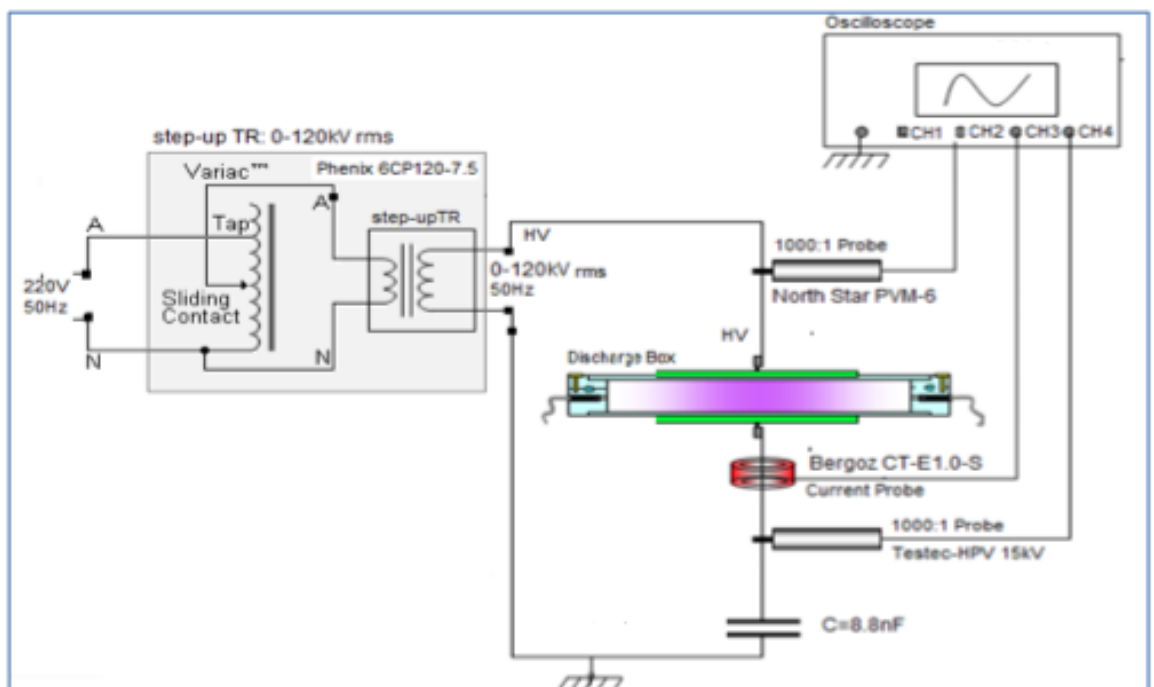 Oscilloscope
CH1 CH2 CH3 CH4
step-up TR: 0-120kV rms
Variac™
Phenix 6CP120-7.5
A
Tap
A
step-upTR
HV
0-120kV rms
50Hz
220V
50Hz
Sliding
Contact
N
N
1000:1 Probe
North Star PVM-6
HV
Discharge Box
Bergoz CT-E1.0-S
Current Probe
1000:1 Probe
Testec-HPV 15kV
C=8.8nF